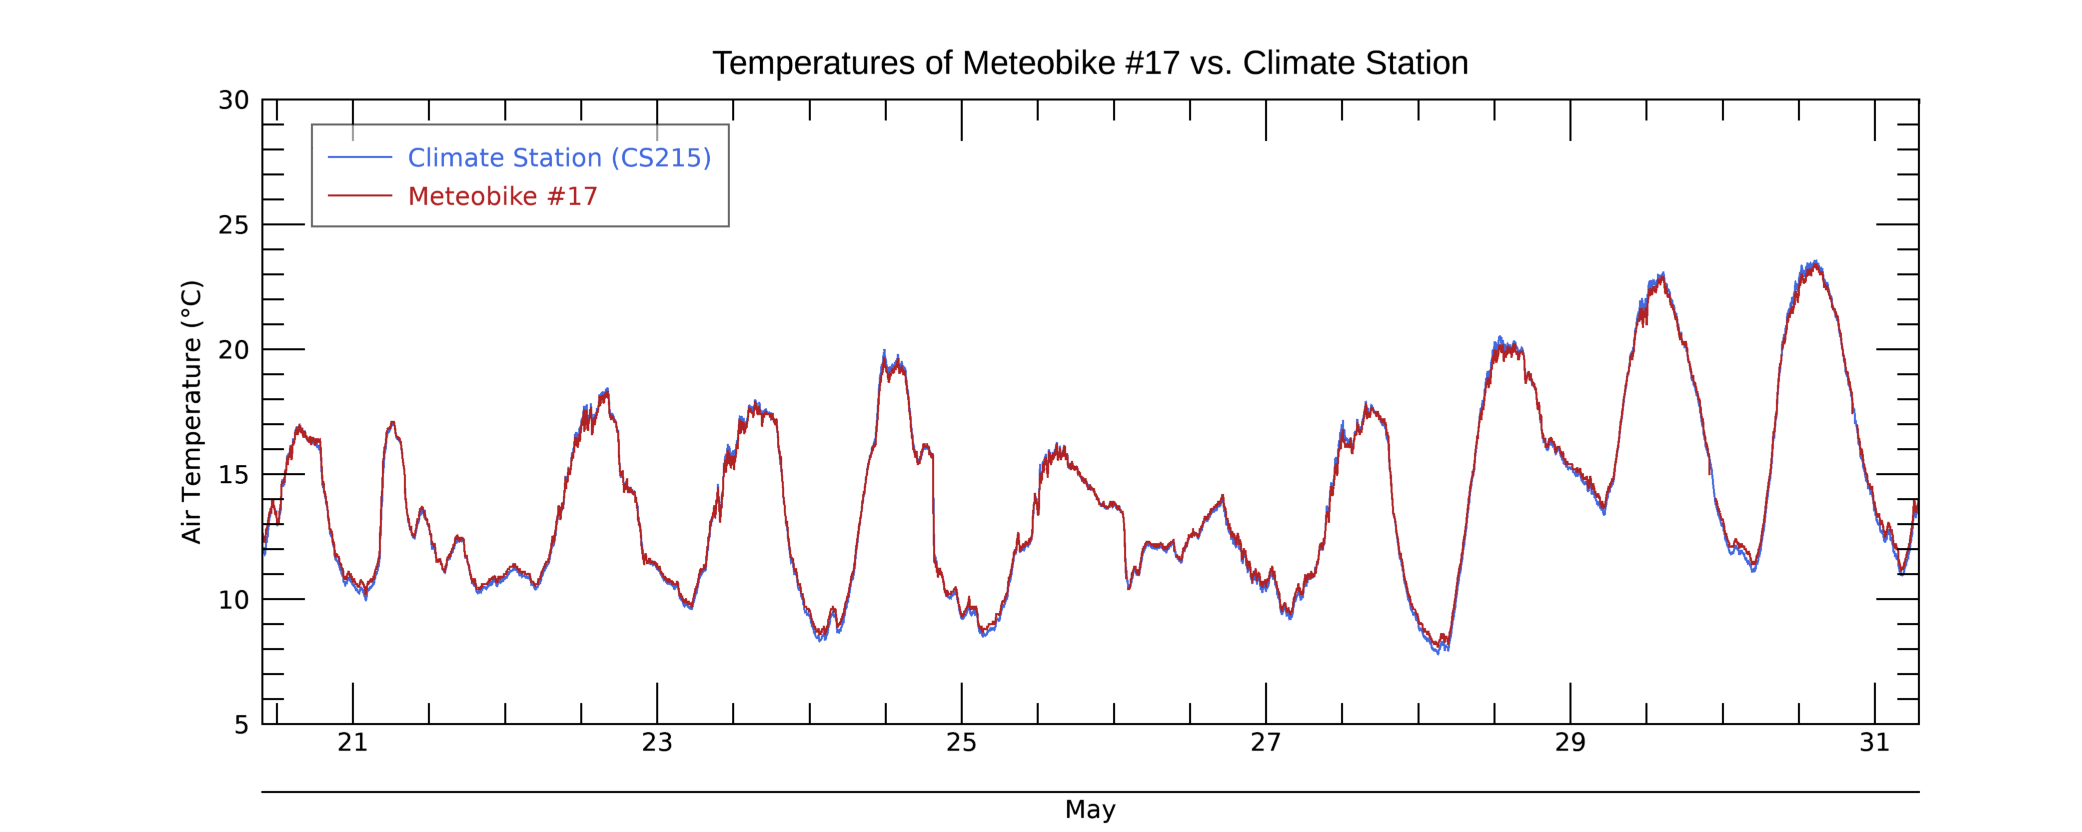 Temperatures of Meteobike #17 vs. Climate Station
30
25
20
15
10
5
Air Temperature (°C)
Climate Station (CS215)
Meteobike #17
21 23 25 27 29 31
May